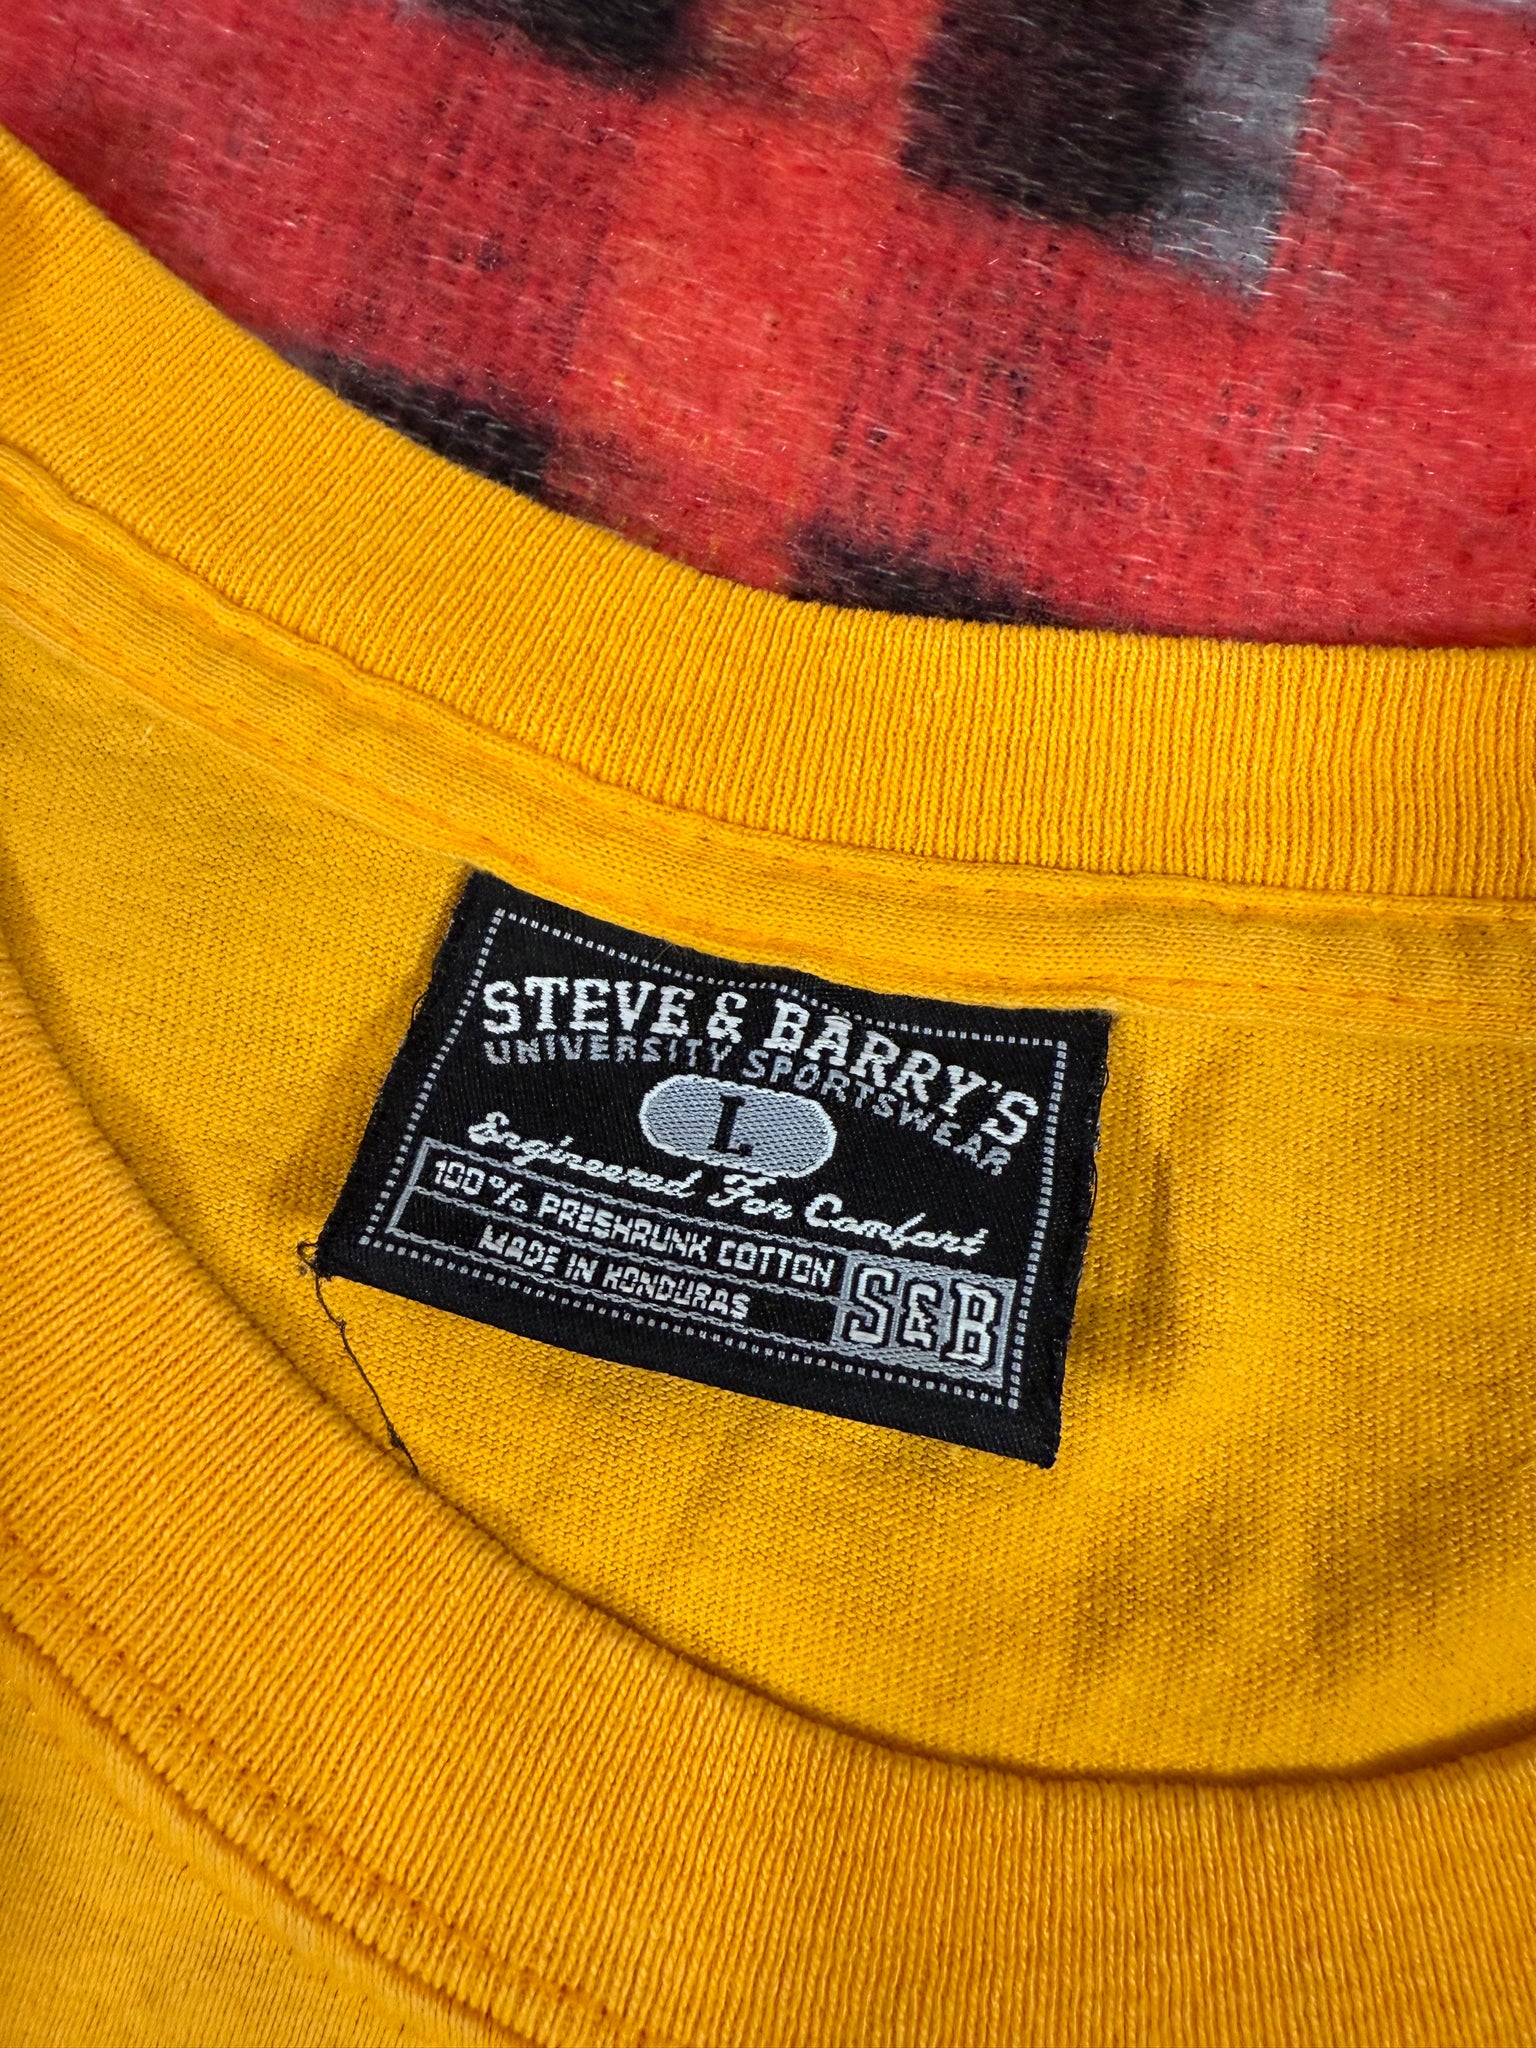 STEVE & BARRY'S
UNIVERSITY SPORTSWEAR
L
Engineered For Comfort
100% PRESHRUNK COTTON
MADE IN HONDURAS
S&B